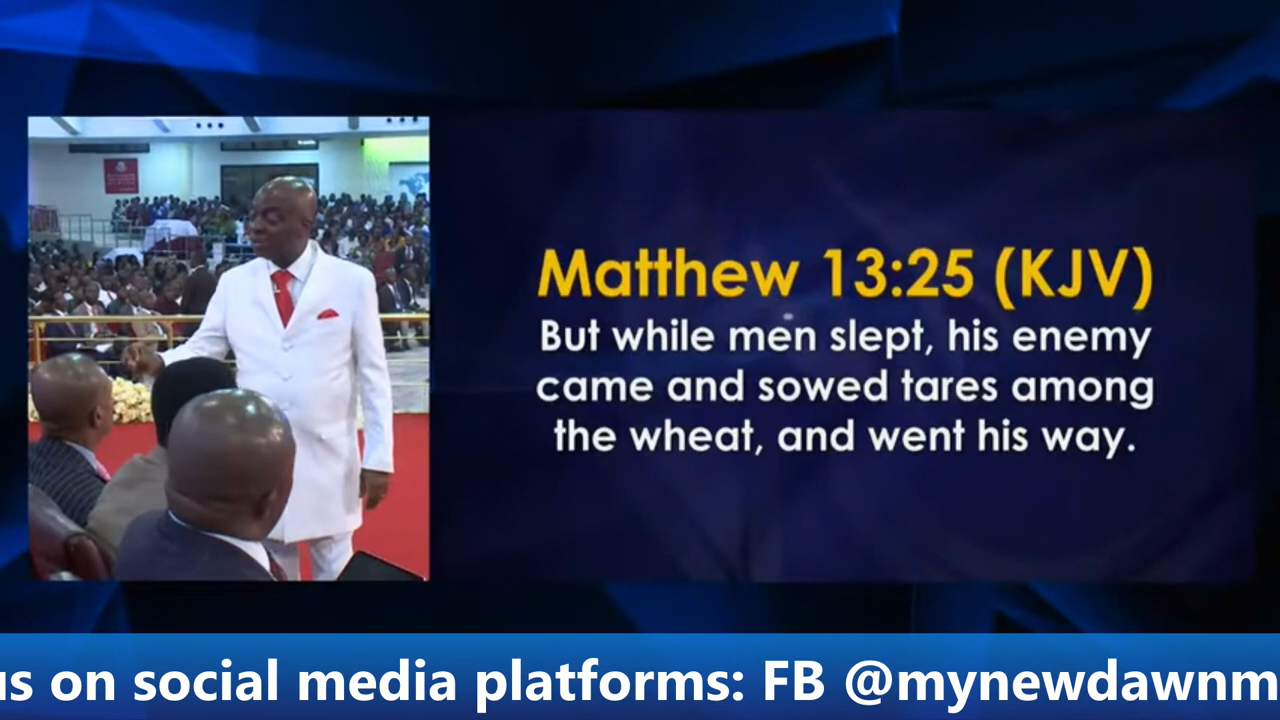 Matthew 13:25 (KJV)
But while men slept, his enemy
came and sowed tares among
the wheat, and went his way.
us on social media platforms: FB @mynewdawnm